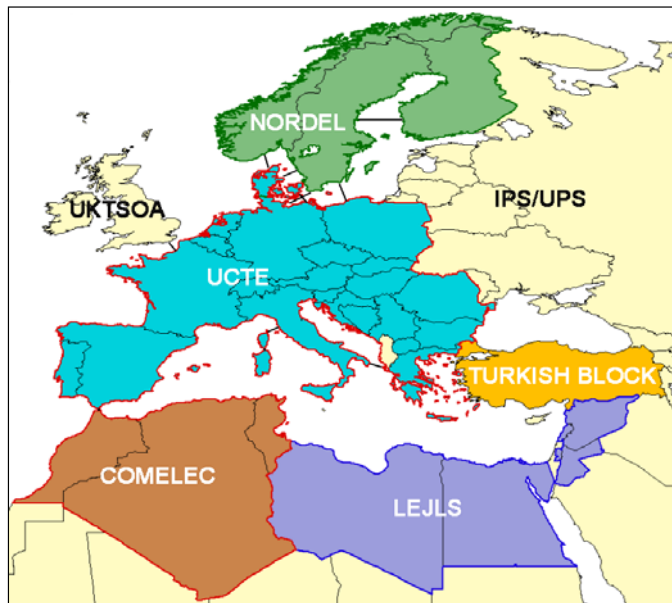 NORDEL
UKTSOA
IPS/UPS
UCTE
TURKISH BLOCK
COMELEC
LEJLS